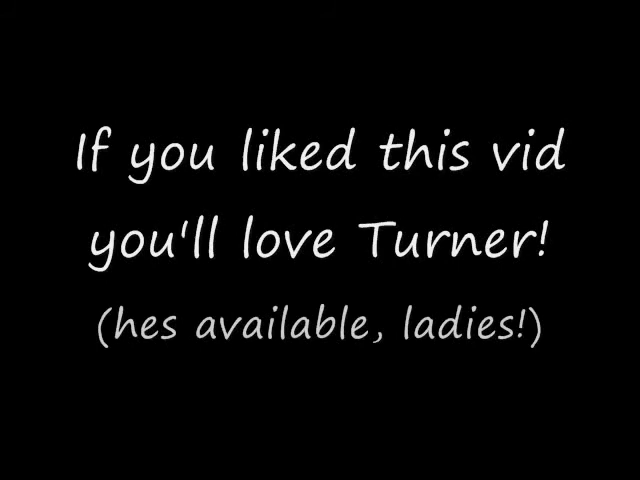 If you liked this vid
you'll love Turner!
(hes available, ladies!)